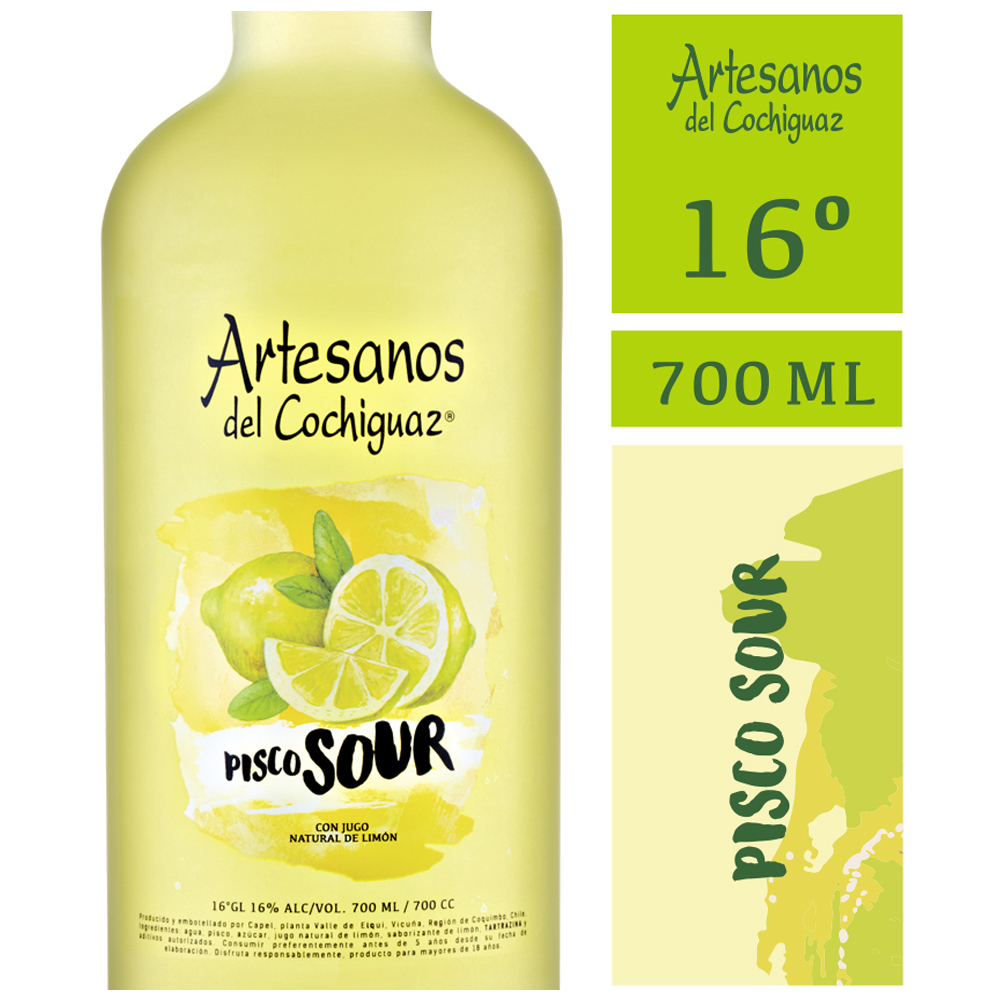 Artesanos
del Cochiguaz®
PISCO SOUR
CON JUGO
NATURAL DE LIMÓN
16°GL 16% ALC/VOL. 700 ML / 700 CC
Producido y embotellado por Capel, planta Valle de Elqui, Vicuña, Región de Coquimbo, Chile.
Ingredientes: agua, pisco, azúcar, jugo natural de limón, saborizante de limón, TARTRAZINA y
aditivos autorizados. Consumir preferentemente antes de 5 años desde su fecha de
elaboración. Disfruta responsablemente, producto para mayores de 18 años.
Artesanos
del Cochiguaz
16º
700 ML
PISCO SOUR